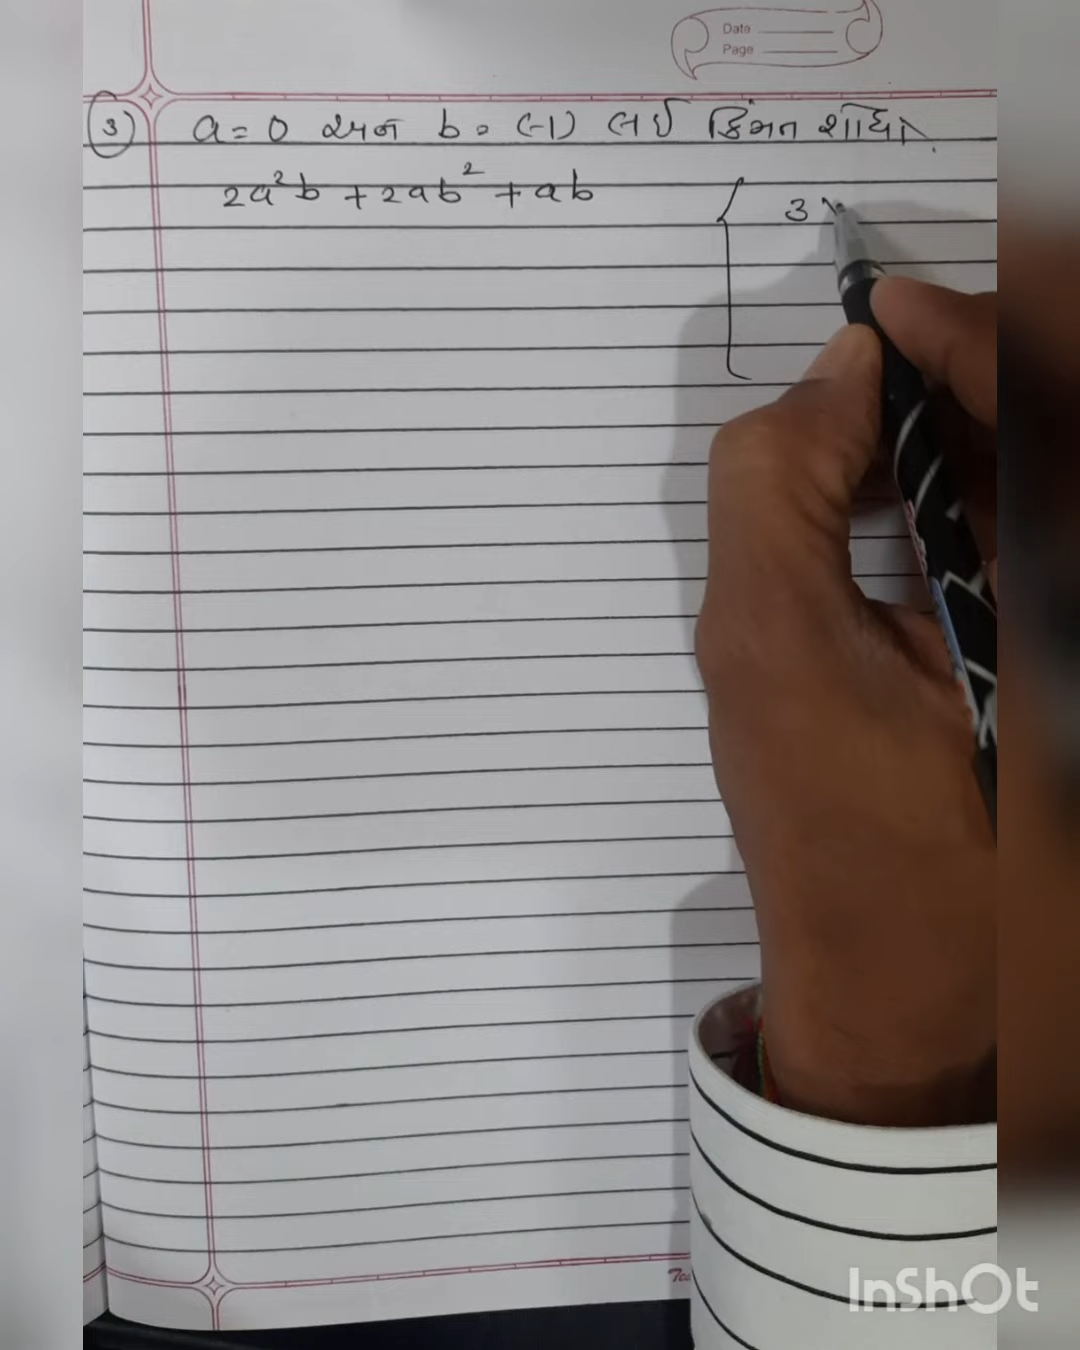 Date
Page
3) a = 0 અને b = (-1) લઈ કિંમત શોધો.
2a²b + 2ab² + ab { 3 ×
InShOt